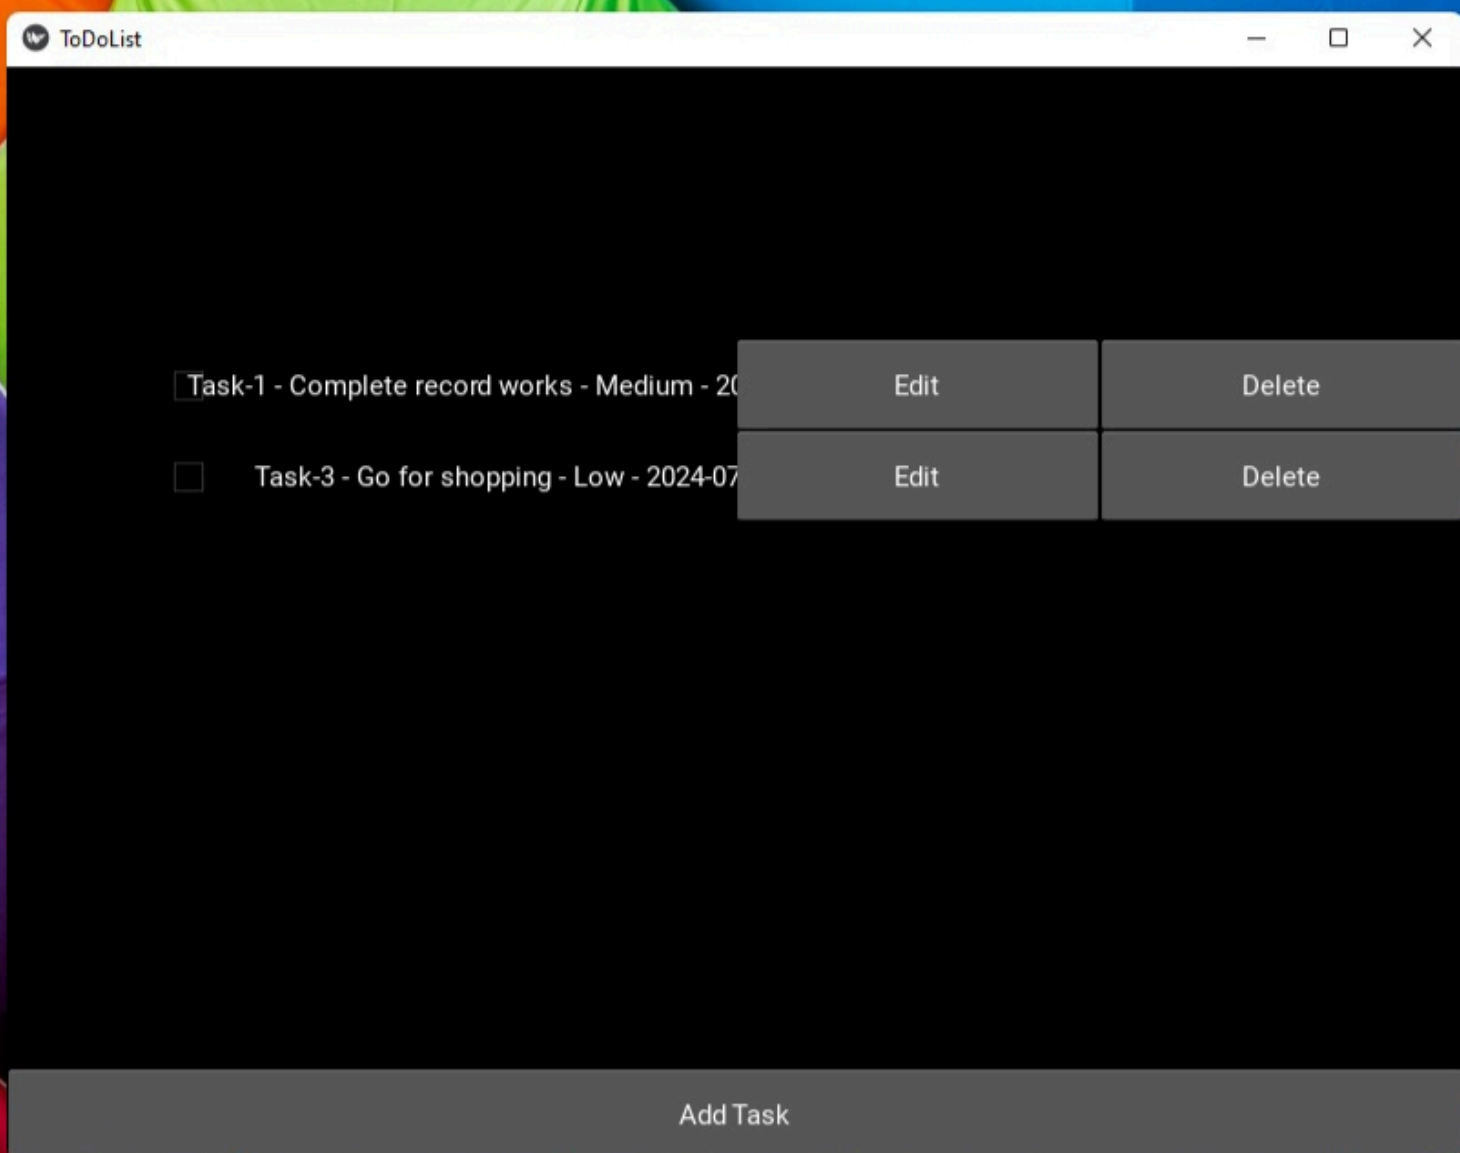 ToDoList
Task-1 - Complete record works - Medium - 20 Edit Delete
Task-3 - Go for shopping - Low - 2024-07 Edit Delete
Add Task